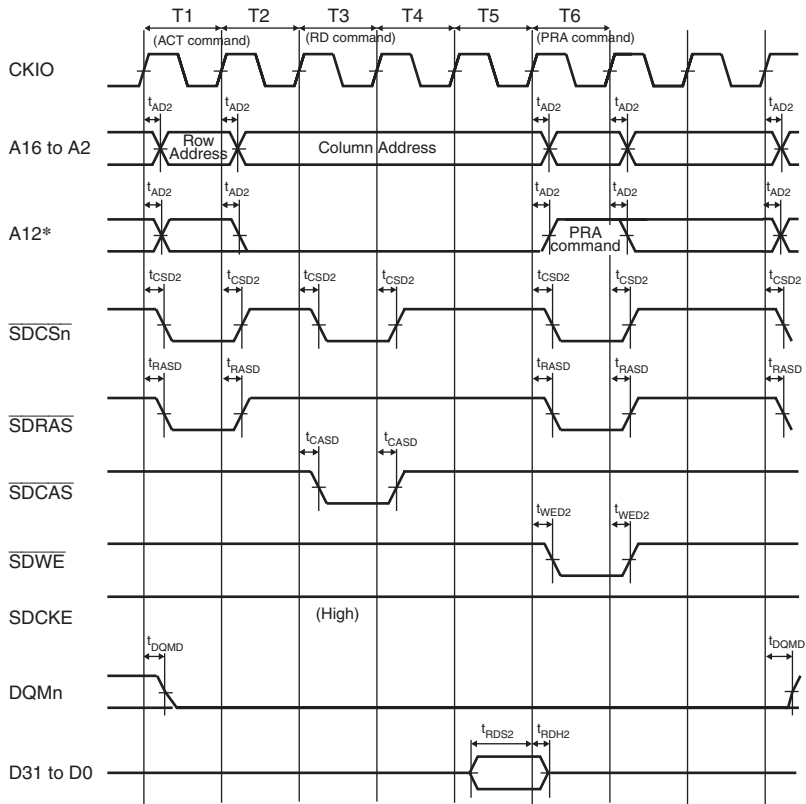 T1 T2 T3 T4 T5 T6
(ACT command) (RD command) (PRA command)
CKIO
tAD2 tAD2 tAD2 tAD2 tAD2
A16 to A2 Row Address Column Address
tAD2 tAD2 tAD2 tAD2 tAD2
A12* PRA command
tCSD2 tCSD2 tCSD2 tCSD2 tCSD2 tCSD2 tCSD2
SDCSn
tRASD tRASD tRASD tRASD tRASD
SDRAS
tCASD tCASD
SDCAS
tWED2 tWED2
SDWE
SDCKE (High)
tDQMD tDQMD
DQMn
tRDS2 tRDH2
D31 to D0